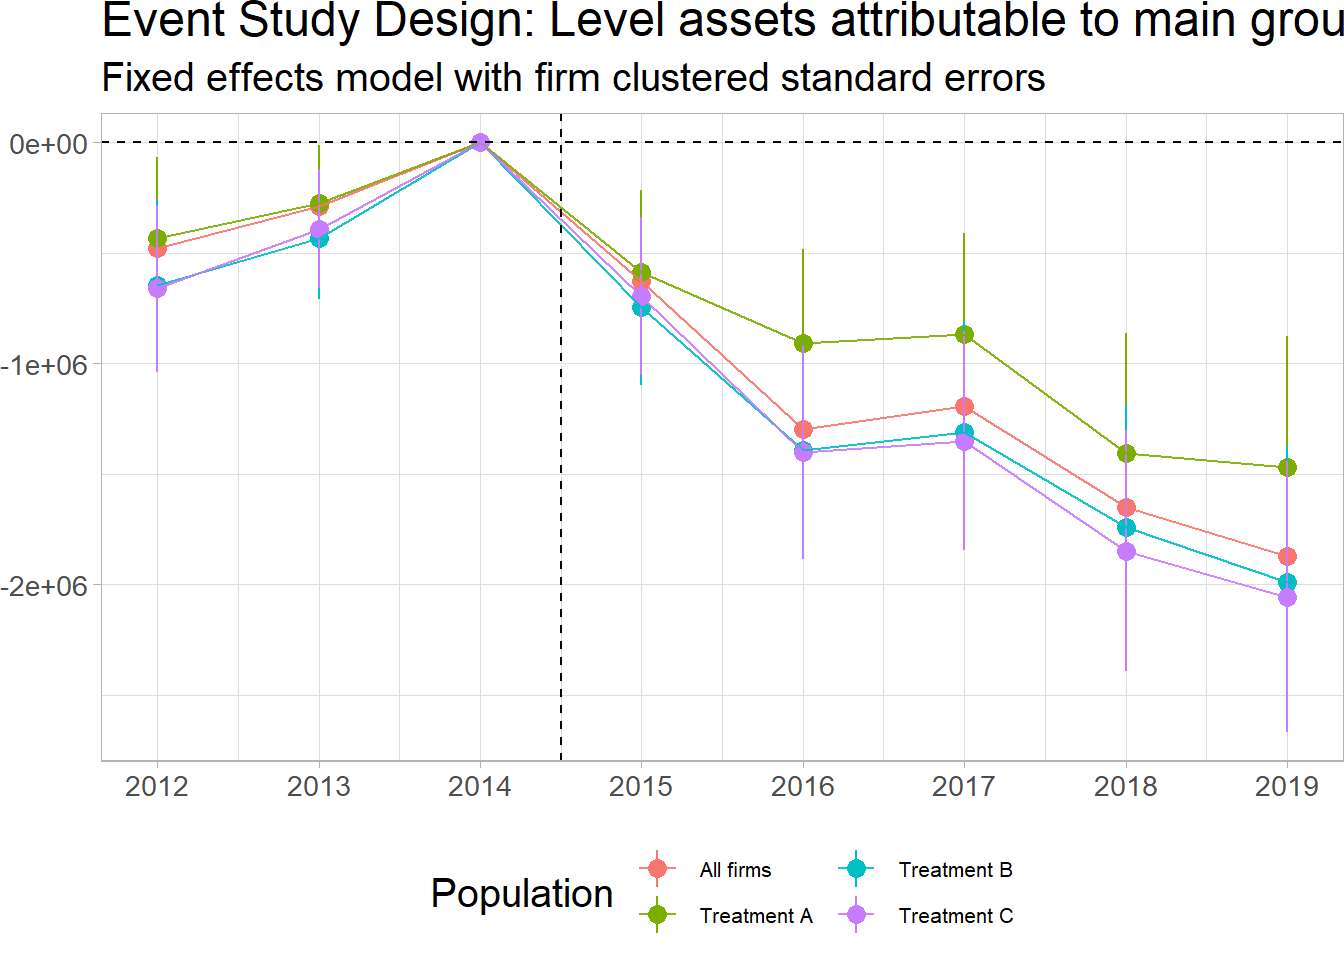 Event Study Design: Level assets attributable to main grou
Fixed effects model with firm clustered standard errors
0e+00
-1e+06
-2e+06
2012 2013 2014 2015 2016 2017 2018 2019
Population
All firms
Treatment B
Treatment A
Treatment C